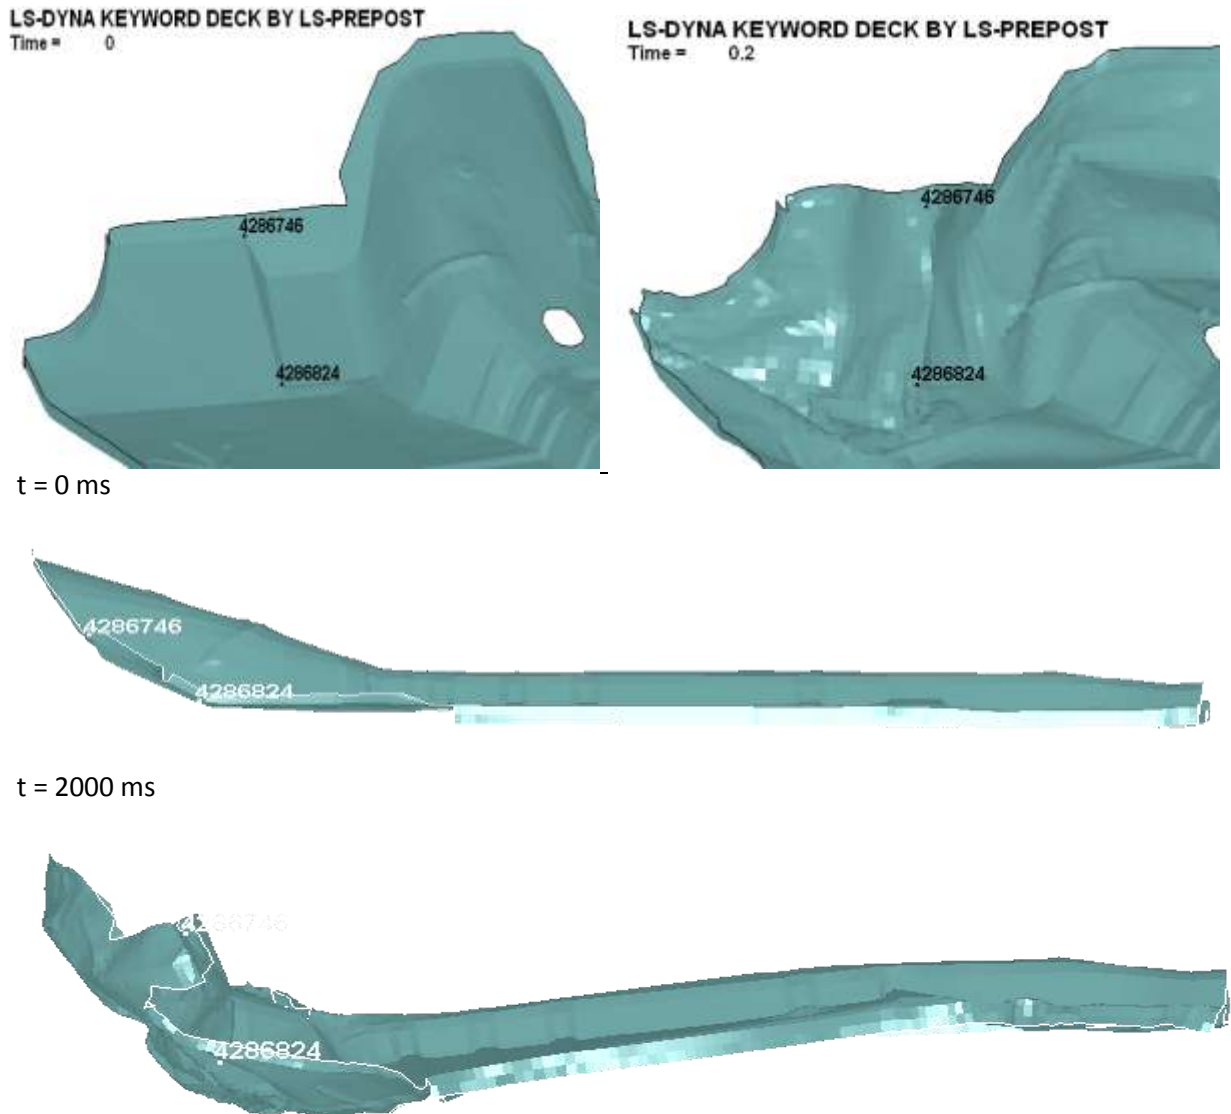 LS-DYNA KEYWORD DECK BY LS-PREPOST
Time = 0
4286746
4286824
LS-DYNA KEYWORD DECK BY LS-PREPOST
Time = 0.2
4286746
4286824
t = 0 ms
4286746
4286824
t = 2000 ms
4286746
4286824